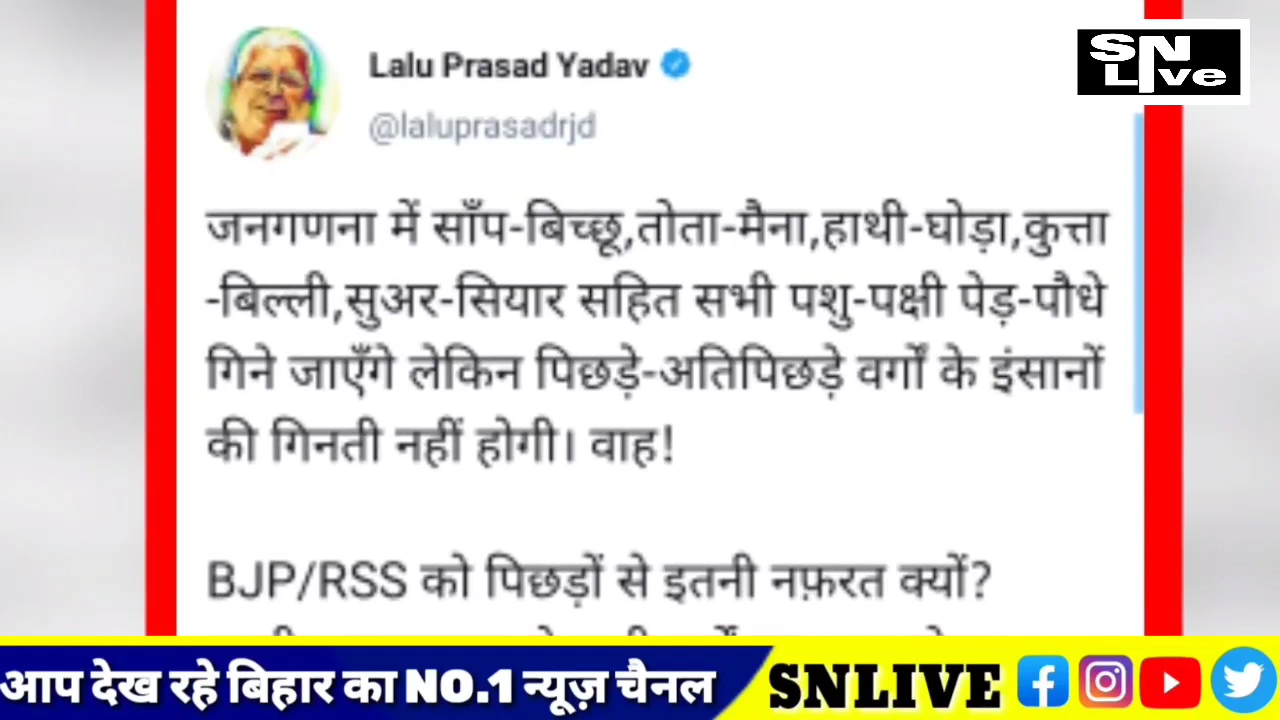 Lalu Prasad Yadav
@laluprasadrjd
SN
Live
जनगणना में साँप-बिच्छू,तोता-मैना,हाथी-घोड़ा,कुत्ता
-बिल्ली,सुअर-सियार सहित सभी पशु-पक्षी पेड़-पौधे
गिने जाएँगे लेकिन पिछड़े-अतिपिछड़े वर्गों के इंसानों
की गिनती नहीं होगी। वाह!
BJP/RSS को पिछड़ों से इतनी नफ़रत क्यों?
आप देख रहे बिहार का NO.1 न्यूज़ चैनल
SNLIVE